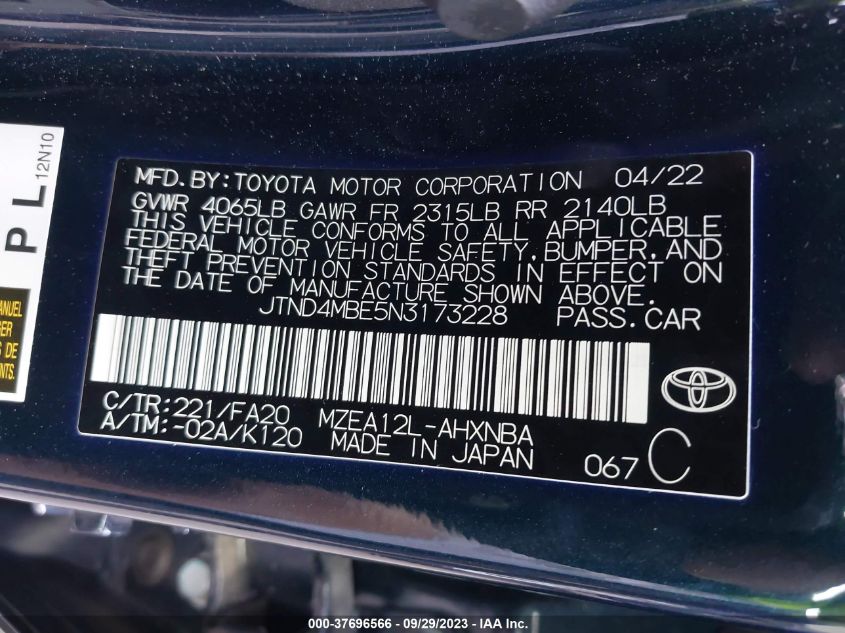 MFD.BY:TOYOTA MOTOR CORPORATION 04/22
GVWR 4065LB GAWR FR 2315LB RR 2140LB
THIS VEHICLE CONFORMS TO ALL APPLICABLE
FEDERAL MOTOR VEHICLE SAFETY,BUMPER,AND
THEFT PREVENTION STANDARDS IN EFFECT ON
THE DATE OF MANUFACTURE SHOWN ABOVE.
JTND4MBE5N3173228 PASS.CAR
C/TR:221/FA20 MZEA12L-AHXNBA
A/TM:-02A/K120 MADE IN JAPAN
067 C
P L
12N10
MANUEL
DE
000-37696566 - 09/29/2023 - IAA Inc.